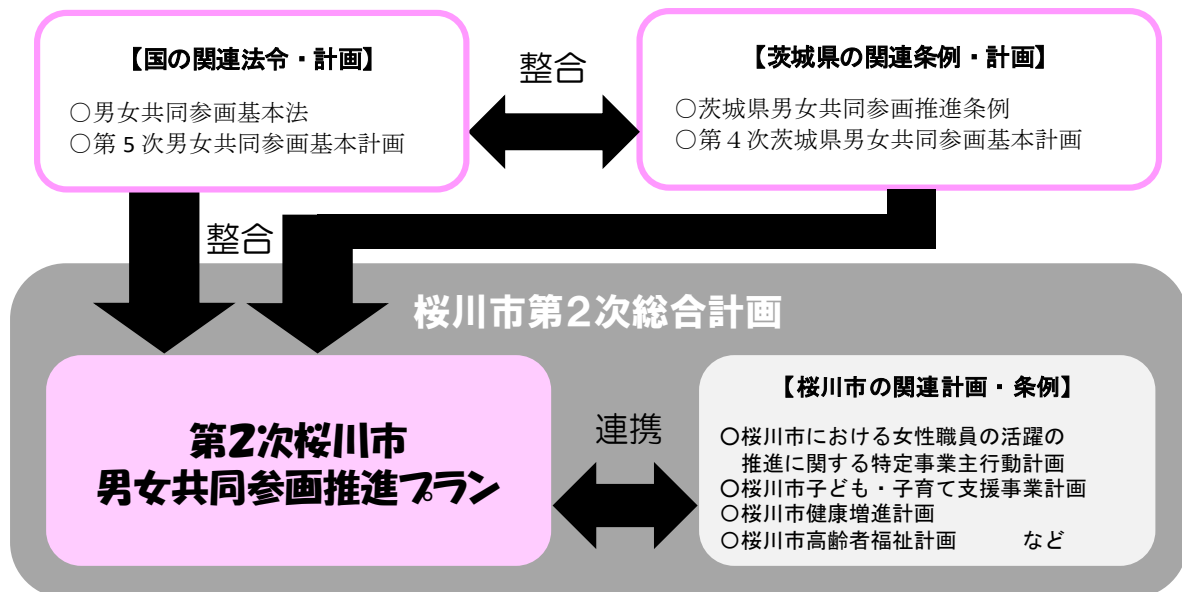 【国の関連法令・計画】
○男女共同参画基本法
○第5次男女共同参画基本計画
整合
【茨城県の関連条例・計画】
○茨城県男女共同参画推進条例
○第４次茨城県男女共同参画基本計画
整合
桜川市第2次総合計画
第2次桜川市
男女共同参画推進プラン
連携
【桜川市の関連計画・条例】
○桜川市における女性職員の活躍の
推進に関する特定事業主行動計画
○桜川市子ども・子育て支援事業計画
○桜川市健康増進計画
○桜川市高齢者福祉計画　　　など